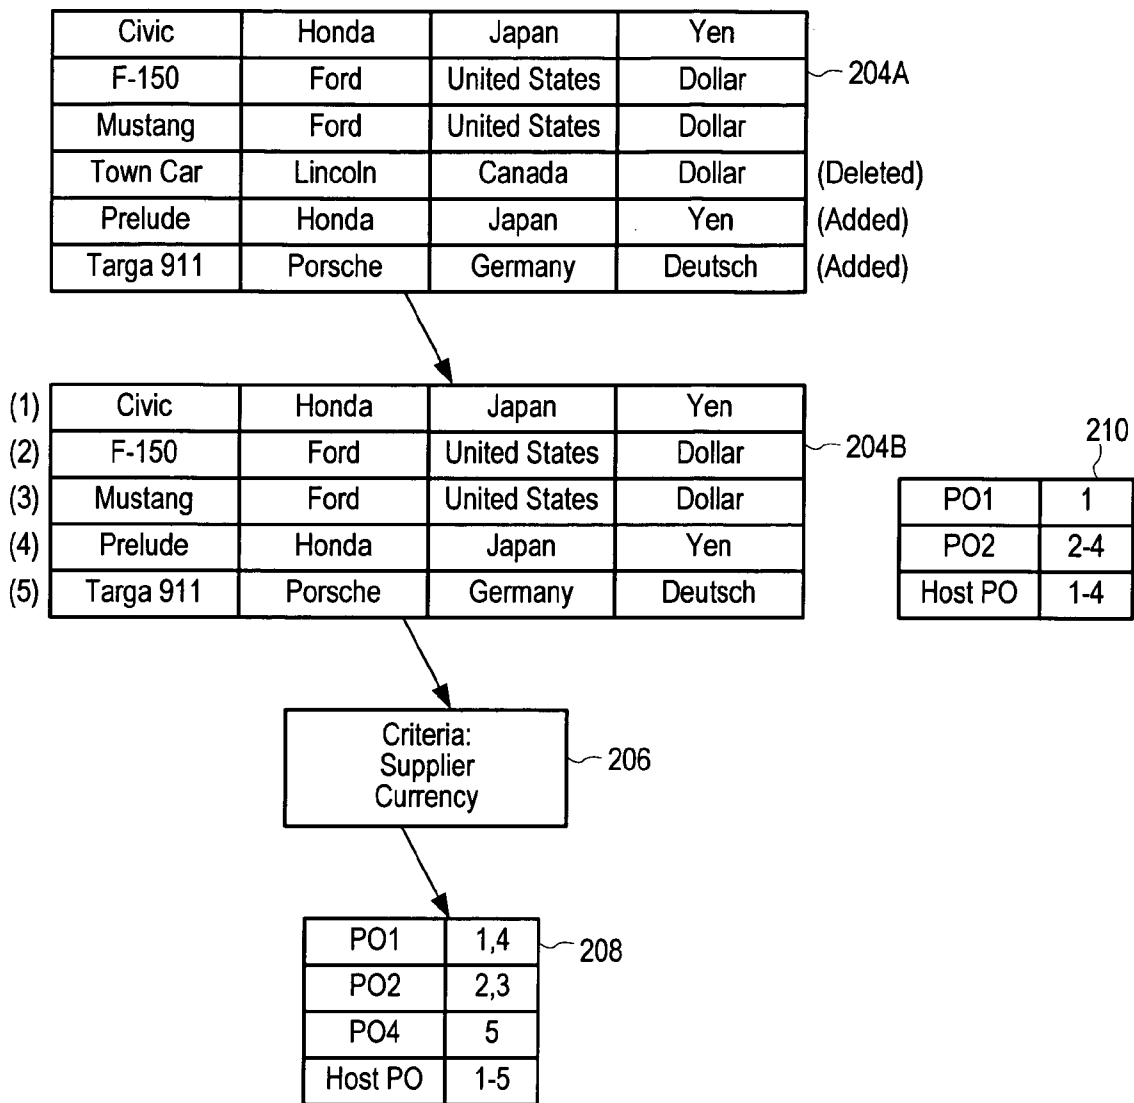 Civic Honda Japan Yen
F-150 Ford United States Dollar 204A
Mustang Ford United States Dollar
Town Car Lincoln Canada Dollar (Deleted)
Prelude Honda Japan Yen (Added)
Targa 911 Porsche Germany Deutsch (Added)
(1) Civic Honda Japan Yen
(2) F-150 Ford United States Dollar 204B
(3) Mustang Ford United States Dollar
(4) Prelude Honda Japan Yen
(5) Targa 911 Porsche Germany Deutsch
210
PO1 1
PO2 2-4
Host PO 1-4
Criteria:
Supplier
Currency
206
PO1 1,4 208
PO2 2,3
PO4 5
Host PO 1-5